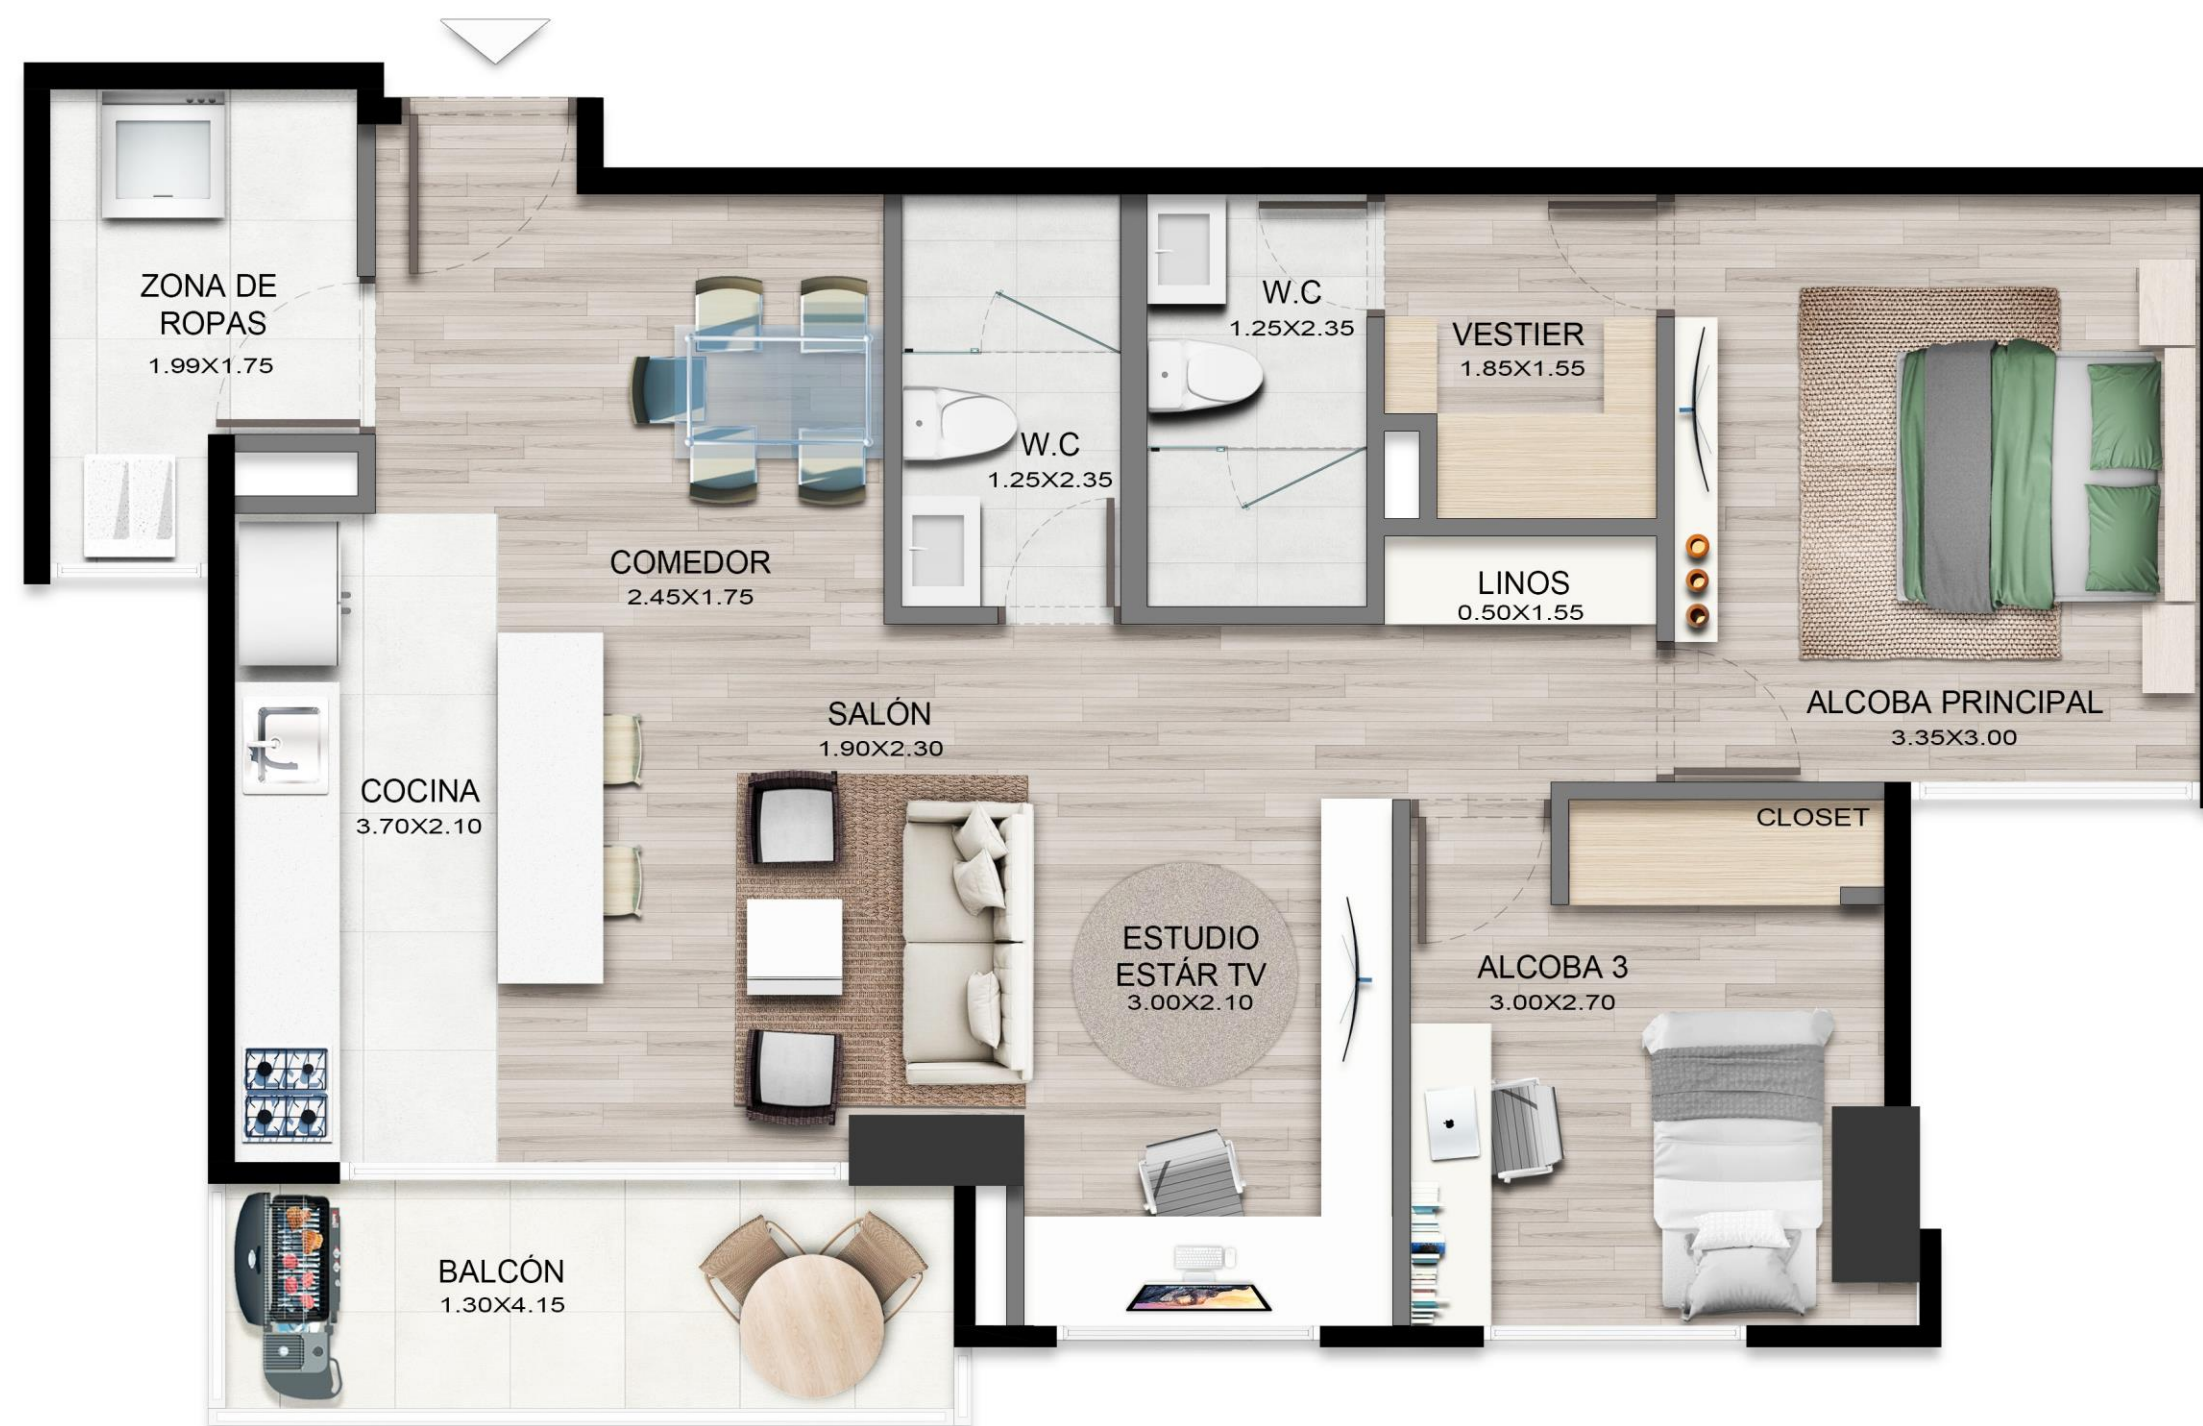 ZONA DE
ROPAS
1.99X1.75
W.C
1.25X2.35
VESTIER
1.85X1.55
W.C
1.25X2.35
COMEDOR
2.45X1.75
LINOS
0.50X1.55
SALÓN
1.90X2.30
ALCOBA PRINCIPAL
3.35X3.00
COCINA
3.70X2.10
CLOSET
ESTUDIO
ESTÁR TV
3.00X2.10
ALCOBA 3
3.00X2.70
BALCÓN
1.30X4.15